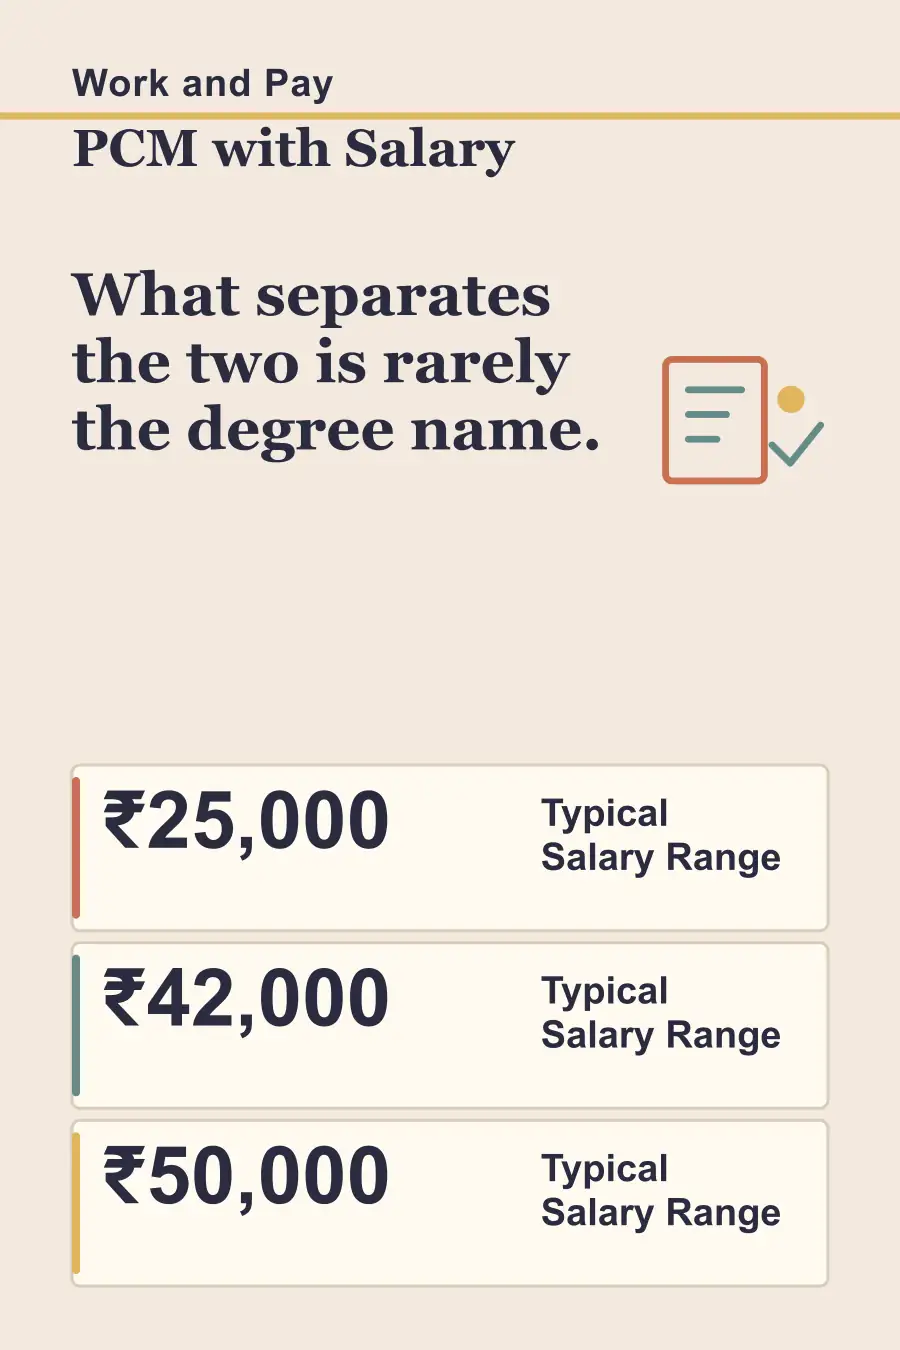 Work and Pay
PCM with Salary
What separates
the two is rarely
the degree name.
₹25,000
Typical
Salary Range
₹42,000
Typical
Salary Range
₹50,000
Typical
Salary Range